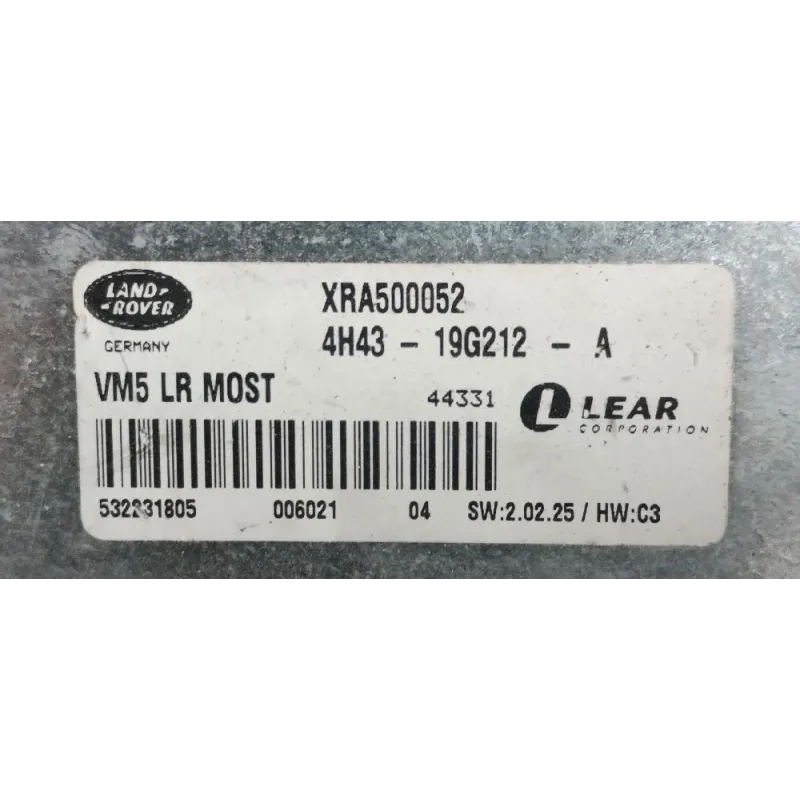 LAND-
-ROVER
GERMANY
XRA500052
4H43 - 19G212 - A
VM5 LR MOST
44331
LEAR
CORPORATION
532231805 006021 04 SW:2.02.25 / HW:C3